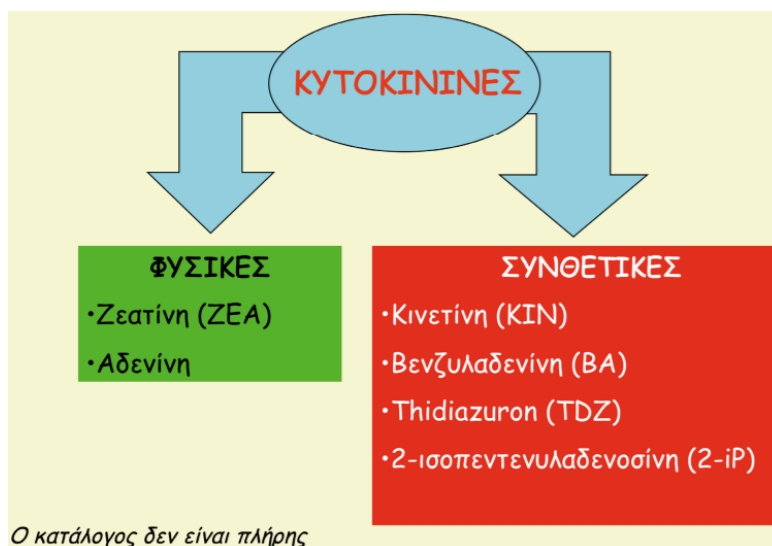 ΚΥΤΟΚΙΝΙΝΕΣ
ΦΥΣΙΚΕΣ
•Ζεατίνη (ΖΕΑ)
•Αδενίνη
ΣΥΝΘΕΤΙΚΕΣ
•Κινετίνη (ΚΙΝ)
•Βενζυλαδενίνη (ΒΑ)
•Thidiazuron (TDZ)
•2-ισοπεντενυλαδενοσίνη (2-iP)
Ο κατάλογος δεν είναι πλήρης